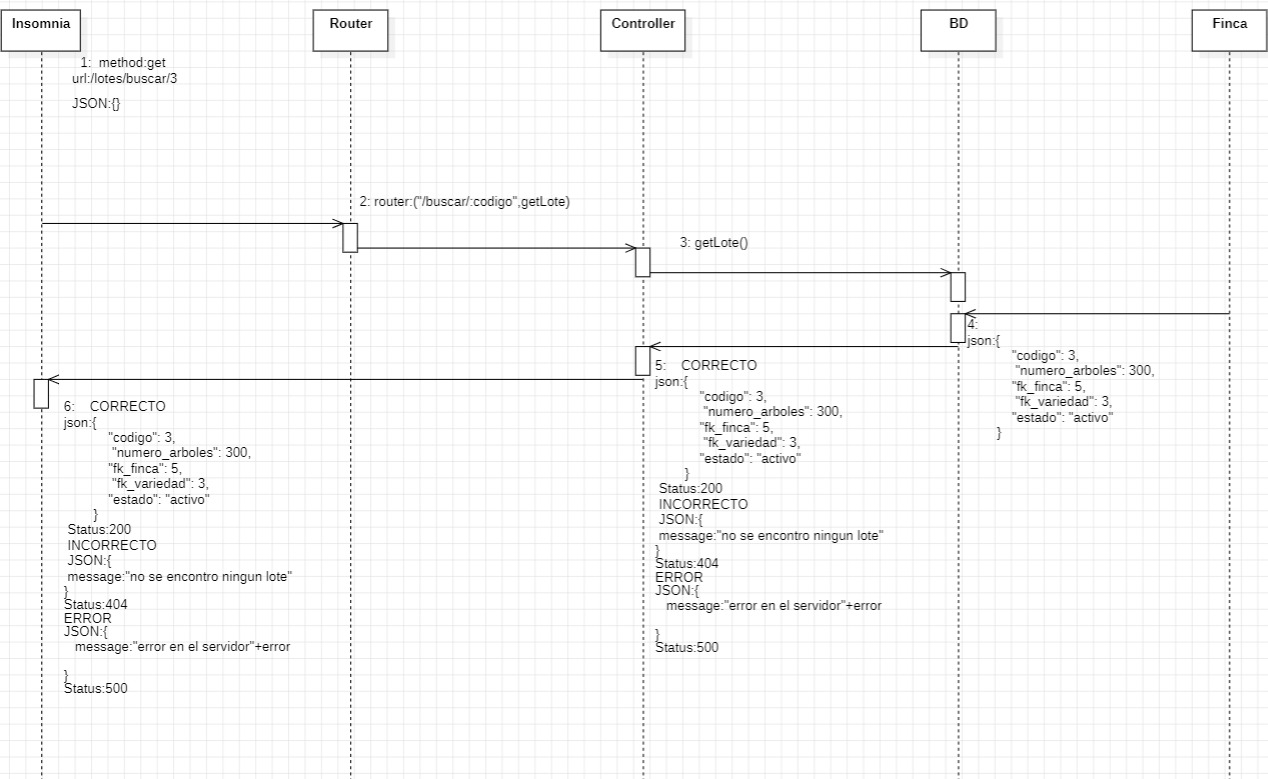 Insomnia
Router
Controller
BD
Finca
1:  method:get
url:/lotes/buscar/3
JSON:{}
2: router:("/buscar/:codigo",getLote)
3: getLote()
4:
json:{
"codigo": 3,
"numero_arboles": 300,
"fk_finca": 5,
"fk_variedad": 3,
"estado": "activo"
}
5:    CORRECTO
json:{
"codigo": 3,
"numero_arboles": 300,
"fk_finca": 5,
"fk_variedad": 3,
"estado": "activo"
}
Status:200
INCORRECTO
JSON:{
message:"no se encontro ningun lote"
}
Status:404
ERROR
JSON:{
message:"error en el servidor"+error
}
Status:500
6:    CORRECTO
json:{
"codigo": 3,
"numero_arboles": 300,
"fk_finca": 5,
"fk_variedad": 3,
"estado": "activo"
}
Status:200
INCORRECTO
JSON:{
message:"no se encontro ningun lote"
}
Status:404
ERROR
JSON:{
message:"error en el servidor"+error
}
Status:500